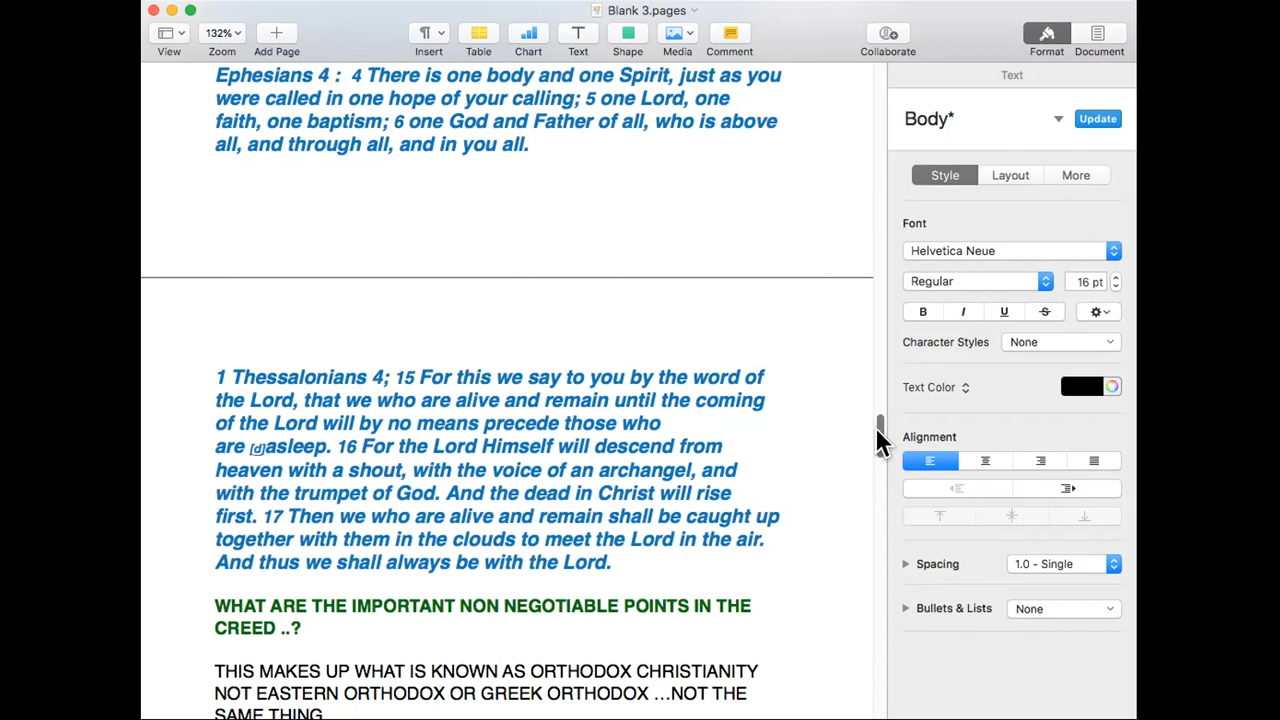 Blank 3.pages
132%
View
Zoom
Add Page
Insert
Table
Chart
Text
Shape
Media
Comment
Collaborate
Format
Document
Ephesians 4 : 4 There is one body and one Spirit, just as you
were called in one hope of your calling; 5 one Lord, one
faith, one baptism; 6 one God and Father of all, who is above
all, and through all, and in you all.
1 Thessalonians 4; 15 For this we say to you by the word of
the Lord, that we who are alive and remain until the coming
of the Lord will by no means precede those who
are [d]asleep. 16 For the Lord Himself will descend from
heaven with a shout, with the voice of an archangel, and
with the trumpet of God. And the dead in Christ will rise
first. 17 Then we who are alive and remain shall be caught up
together with them in the clouds to meet the Lord in the air.
And thus we shall always be with the Lord.
WHAT ARE THE IMPORTANT NON NEGOTIABLE POINTS IN THE
CREED ..?
THIS MAKES UP WHAT IS KNOWN AS ORTHODOX CHRISTIANITY
NOT EASTERN ORTHODOX OR GREEK ORTHODOX ...NOT THE
SAME THING
Text
Body*
Update
Style
Layout
More
Font
Helvetica Neue
Regular
16 pt
B I U S
Character Styles
None
Text Color
Alignment
Spacing
1.0 - Single
Bullets & Lists
None